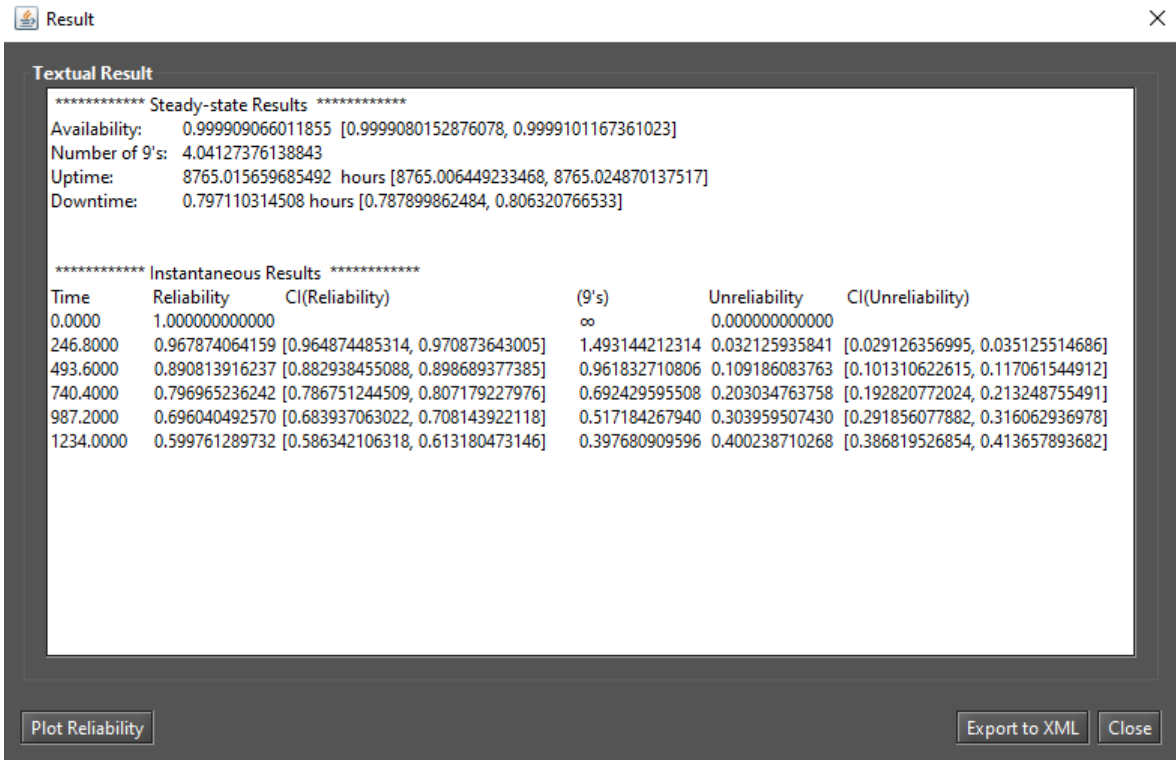 Result
Textual Result
************ Steady-state Results ************
Availability: 0.999909066011855 [0.9999080152876078, 0.9999101167361023]
Number of 9's: 4.04127376138843
Uptime: 8765.015659685492 hours [8765.006449233468, 8765.024870137517]
Downtime: 0.797110314508 hours [0.787899862484, 0.806320766533]
************ Instantaneous Results ************
Time Reliability CI(Reliability) (9's) Unreliability CI(Unreliability)
0.0000 1.000000000000 ∞ 0.000000000000
246.8000 0.967874064159 [0.964874485314, 0.970873643005] 1.493144212314 0.032125935841 [0.029126356995, 0.035125514686]
493.6000 0.890813916237 [0.882938455088, 0.898689377385] 0.961832710806 0.109186083763 [0.101310622615, 0.117061544912]
740.4000 0.796965236242 [0.786751244509, 0.807179227976] 0.692429595508 0.203034763758 [0.192820772024, 0.213248755491]
987.2000 0.696040492570 [0.683937063022, 0.708143922118] 0.517184267940 0.303959507430 [0.291856077882, 0.316062936978]
1234.0000 0.599761289732 [0.586342106318, 0.613180473146] 0.397680909596 0.400238710268 [0.386819526854, 0.413657893682]
Plot Reliability Export to XML Close